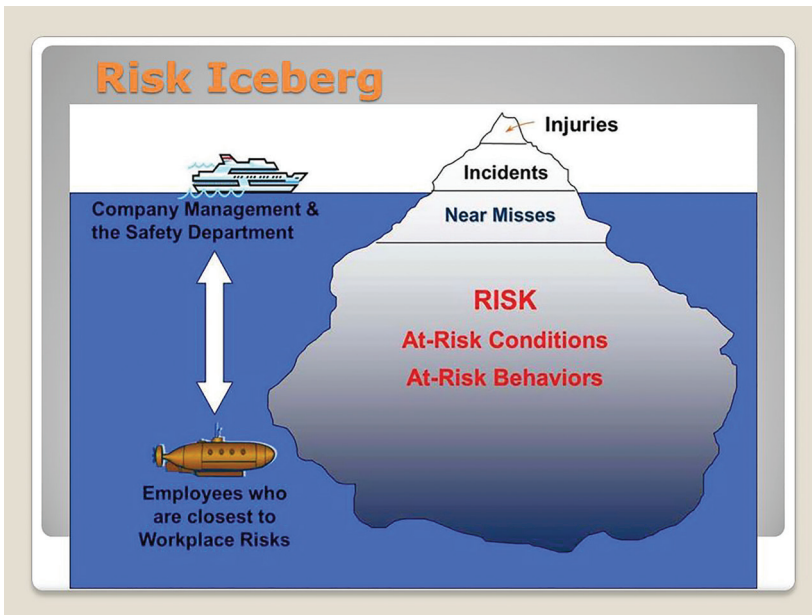 Risk Iceberg
Injuries
Incidents
Near Misses
Company Management &
the Safety Department
RISK
At-Risk Conditions
At-Risk Behaviors
Employees who
are closest to
Workplace Risks